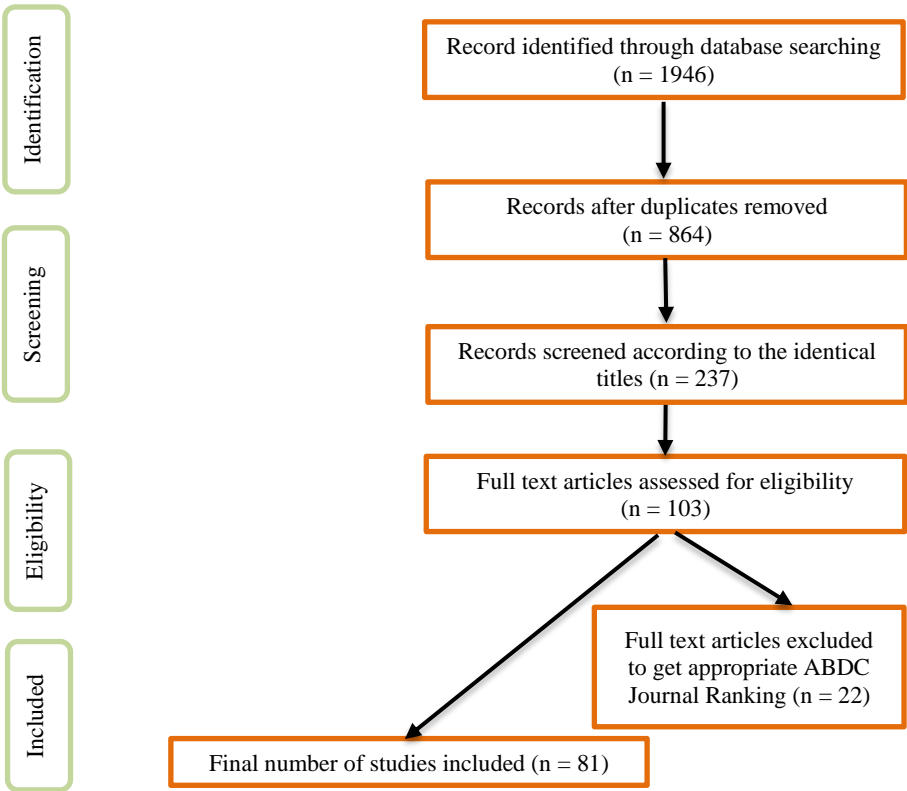 Identification
Record identified through database searching
(n = 1946)
Records after duplicates removed
(n = 864)
Screening
Records screened according to the identical
titles (n = 237)
Eligibility
Full text articles assessed for eligibility
(n = 103)
Full text articles excluded
to get appropriate ABDC
Journal Ranking (n = 22)
Included
Final number of studies included (n = 81)